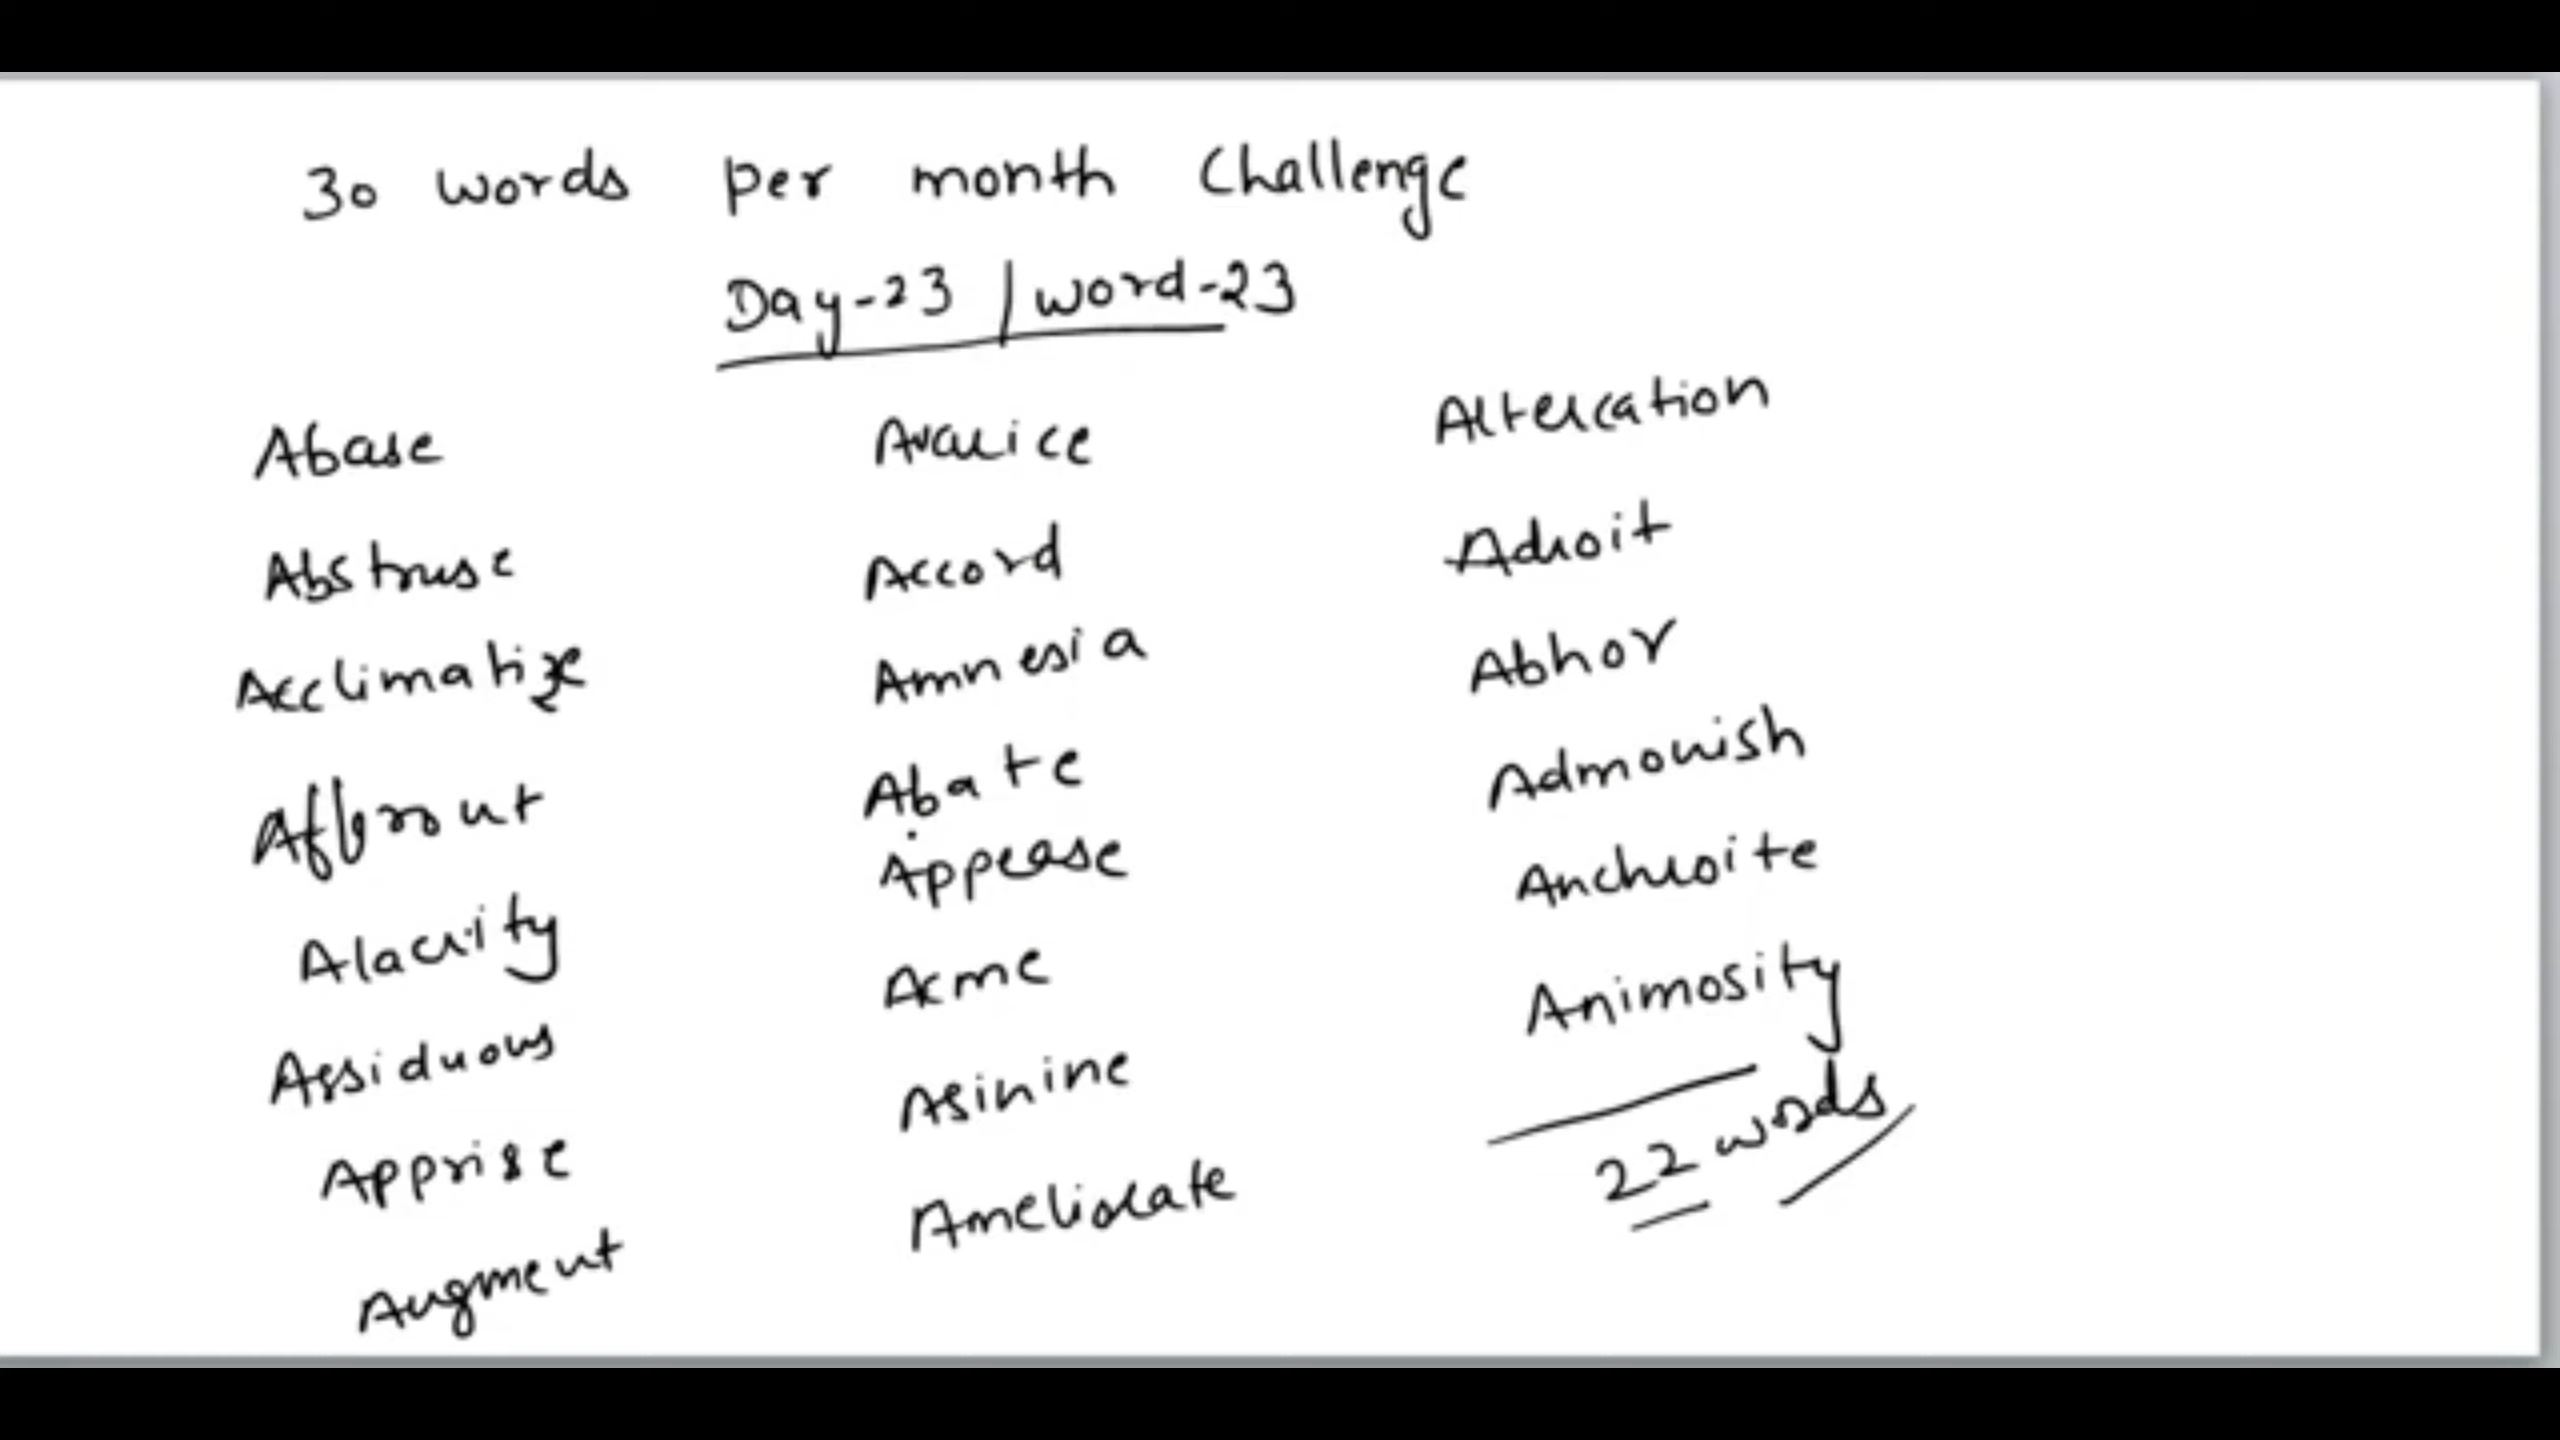 30 words per month Challenge
Day-23 | word-23
Abase
Abstruse
Acclimatize
Affront
Alacrity
Assiduous
Apprise
Augment
Avarice
Accord
Amnesia
Abate
Appease
Acme
Asinine
Ameliorate
Altercation
Adroit
Abhor
Admonish
Anchroite
Animosity
22 words